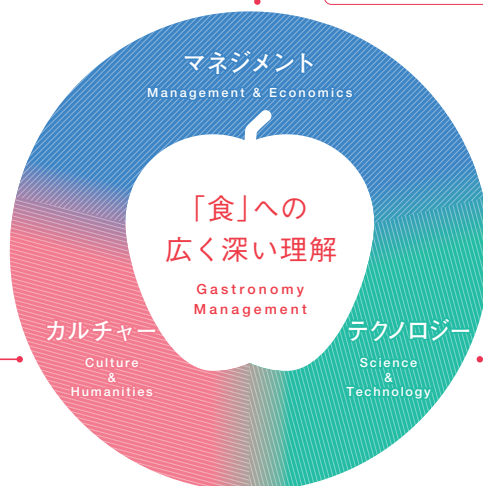 マネジメント
Management & Economics
「食」への
広く深い理解
Gastronomy
Management
カルチャー
Culture
&
Humanities
テクノロジー
Science
&
Technology